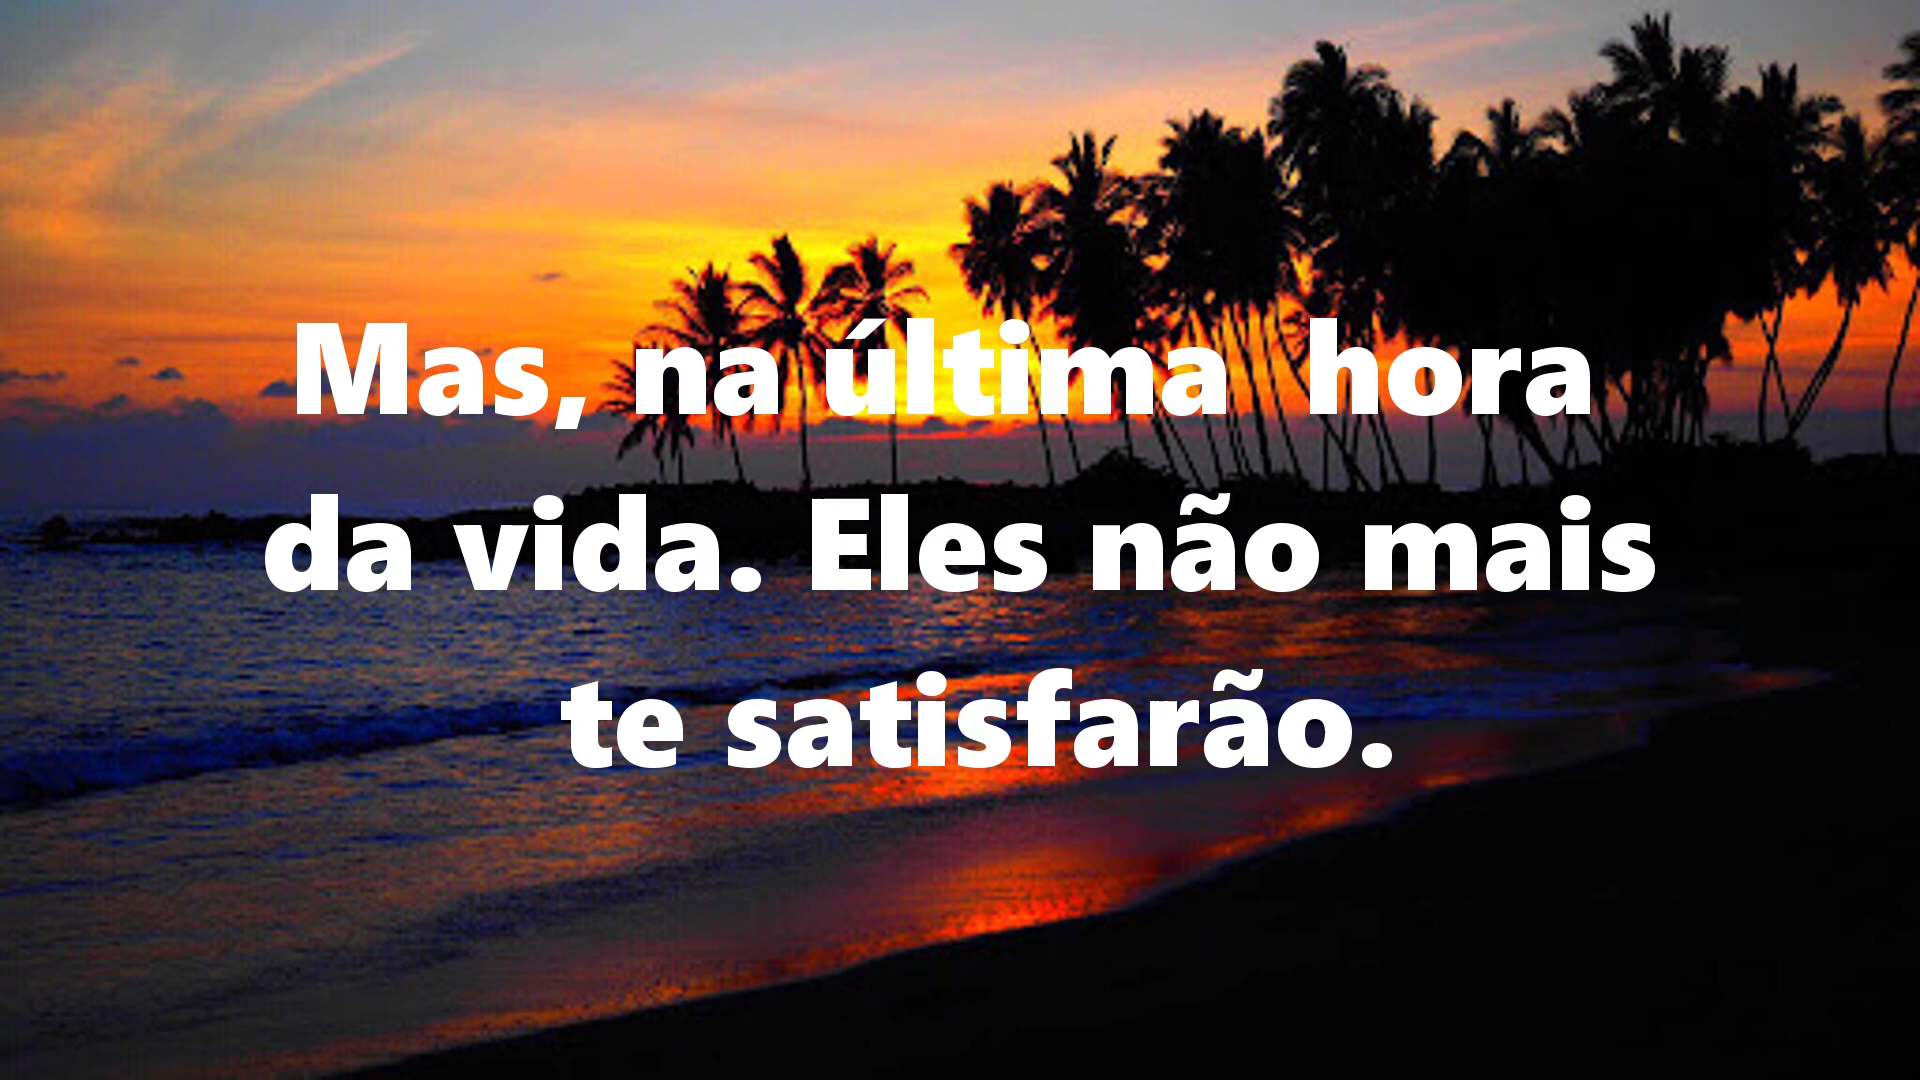 Mas, na última  hora
da vida. Eles não mais
te satisfarão.